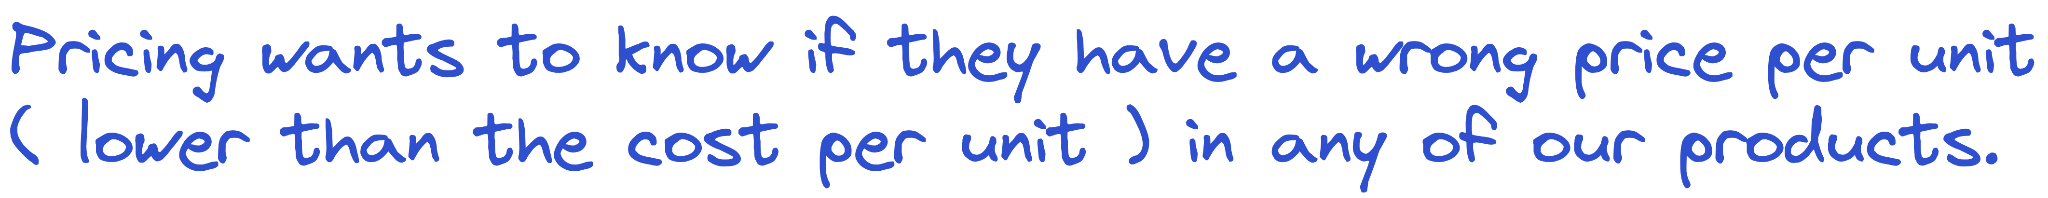 Pricing wants to know if they have a wrong price per unit
( lower than the cost per unit ) in any of our products.